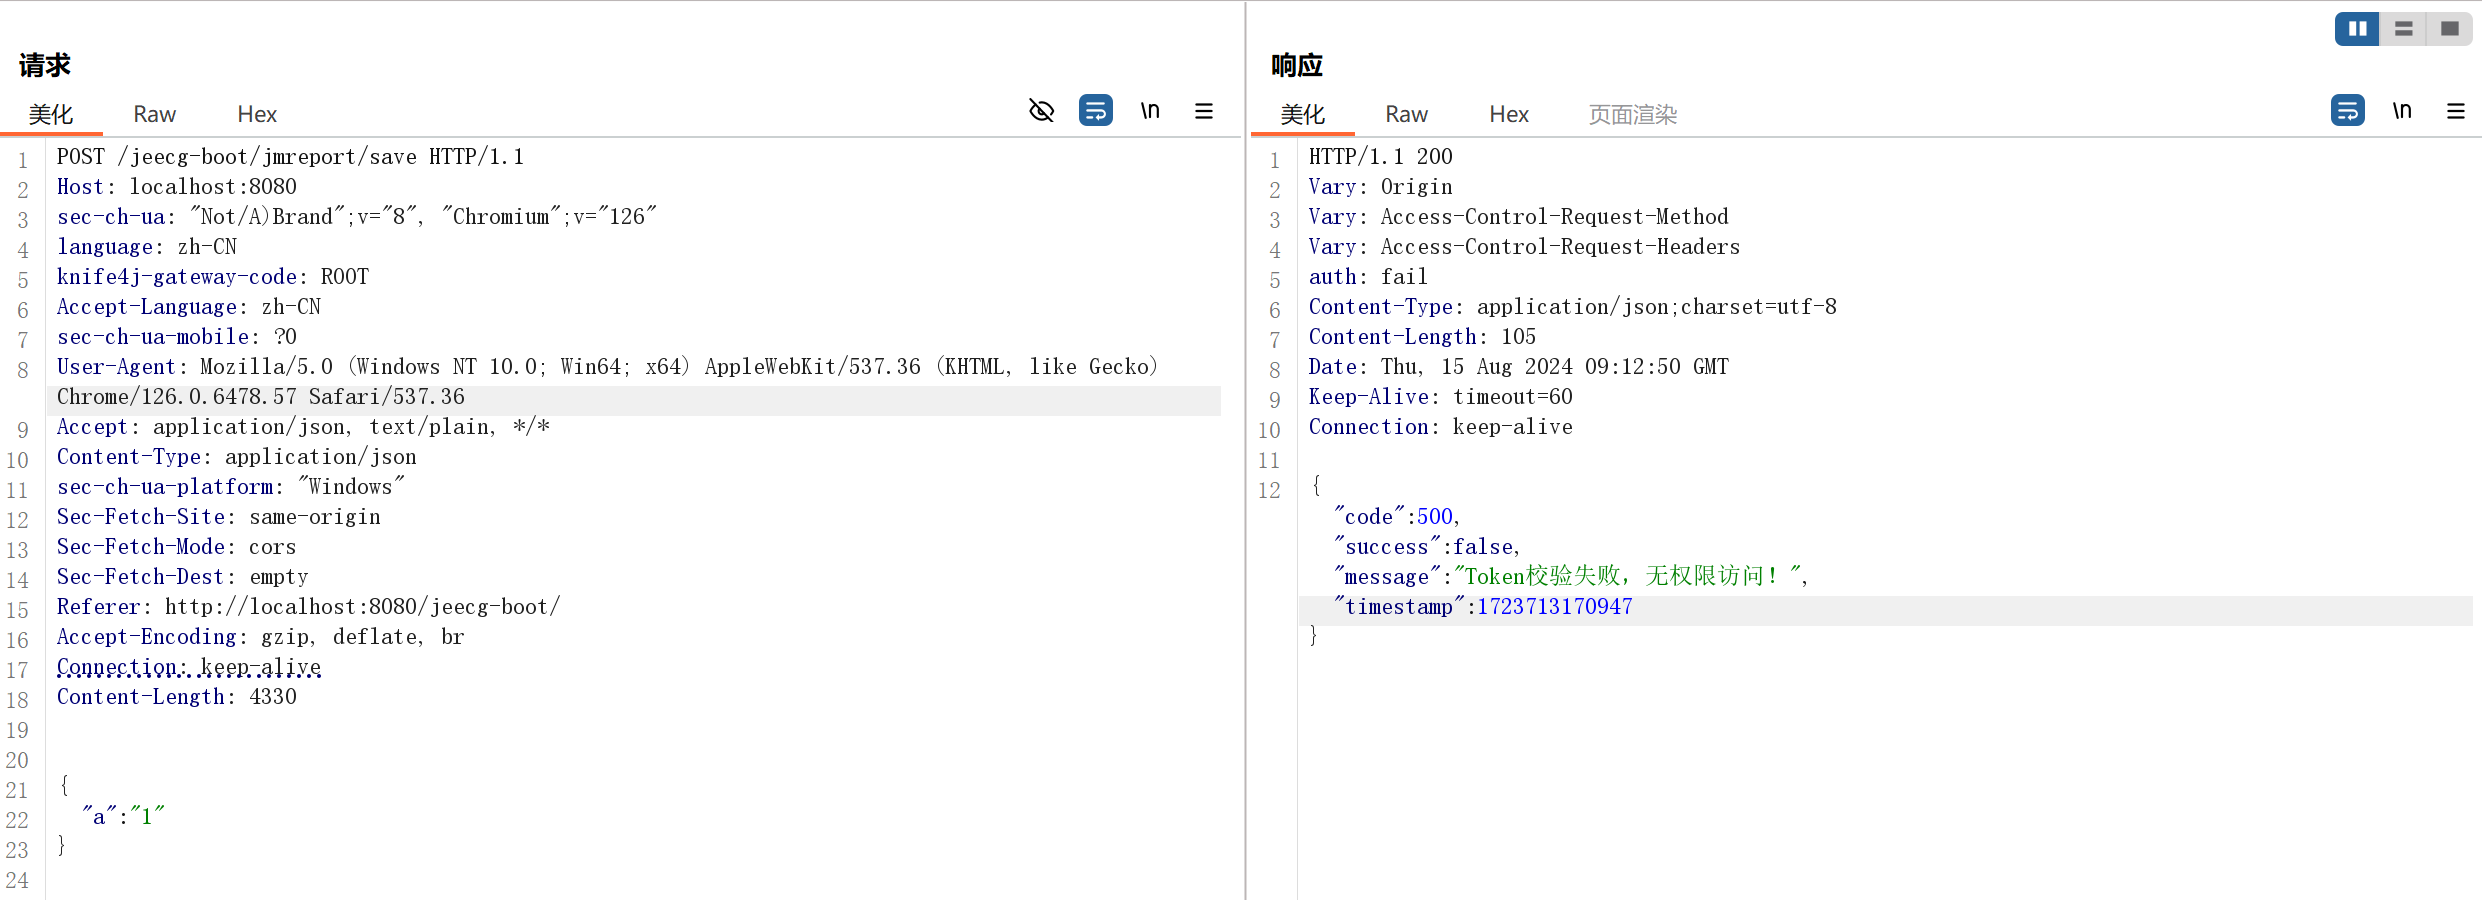 请求
美化 Raw Hex \n
1 POST /jeecg-boot/jmreport/save HTTP/1.1
2 Host: localhost:8080
3 sec-ch-ua: "Not/A)Brand";v="8", "Chromium";v="126"
4 language: zh-CN
5 knife4j-gateway-code: ROOT
6 Accept-Language: zh-CN
7 sec-ch-ua-mobile: ?0
8 User-Agent: Mozilla/5.0 (Windows NT 10.0; Win64; x64) AppleWebKit/537.36 (KHTML, like Gecko)
Chrome/126.0.6478.57 Safari/537.36
9 Accept: application/json, text/plain, */*
10 Content-Type: application/json
11 sec-ch-ua-platform: "Windows"
12 Sec-Fetch-Site: same-origin
13 Sec-Fetch-Mode: cors
14 Sec-Fetch-Dest: empty
15 Referer: http://localhost:8080/jeecg-boot/
16 Accept-Encoding: gzip, deflate, br
17 Connection: keep-alive
18 Content-Length: 4330
19
20
21 {
22 "a":"1"
23 }
24
响应
美化 Raw Hex 页面渲染 \n
1 HTTP/1.1 200
2 Vary: Origin
3 Vary: Access-Control-Request-Method
4 Vary: Access-Control-Request-Headers
5 auth: fail
6 Content-Type: application/json;charset=utf-8
7 Content-Length: 105
8 Date: Thu, 15 Aug 2024 09:12:50 GMT
9 Keep-Alive: timeout=60
10 Connection: keep-alive
11
12 {
"code":500,
"success":false,
"message":"Token校验失败，无权限访问！",
"timestamp":1723713170947
}